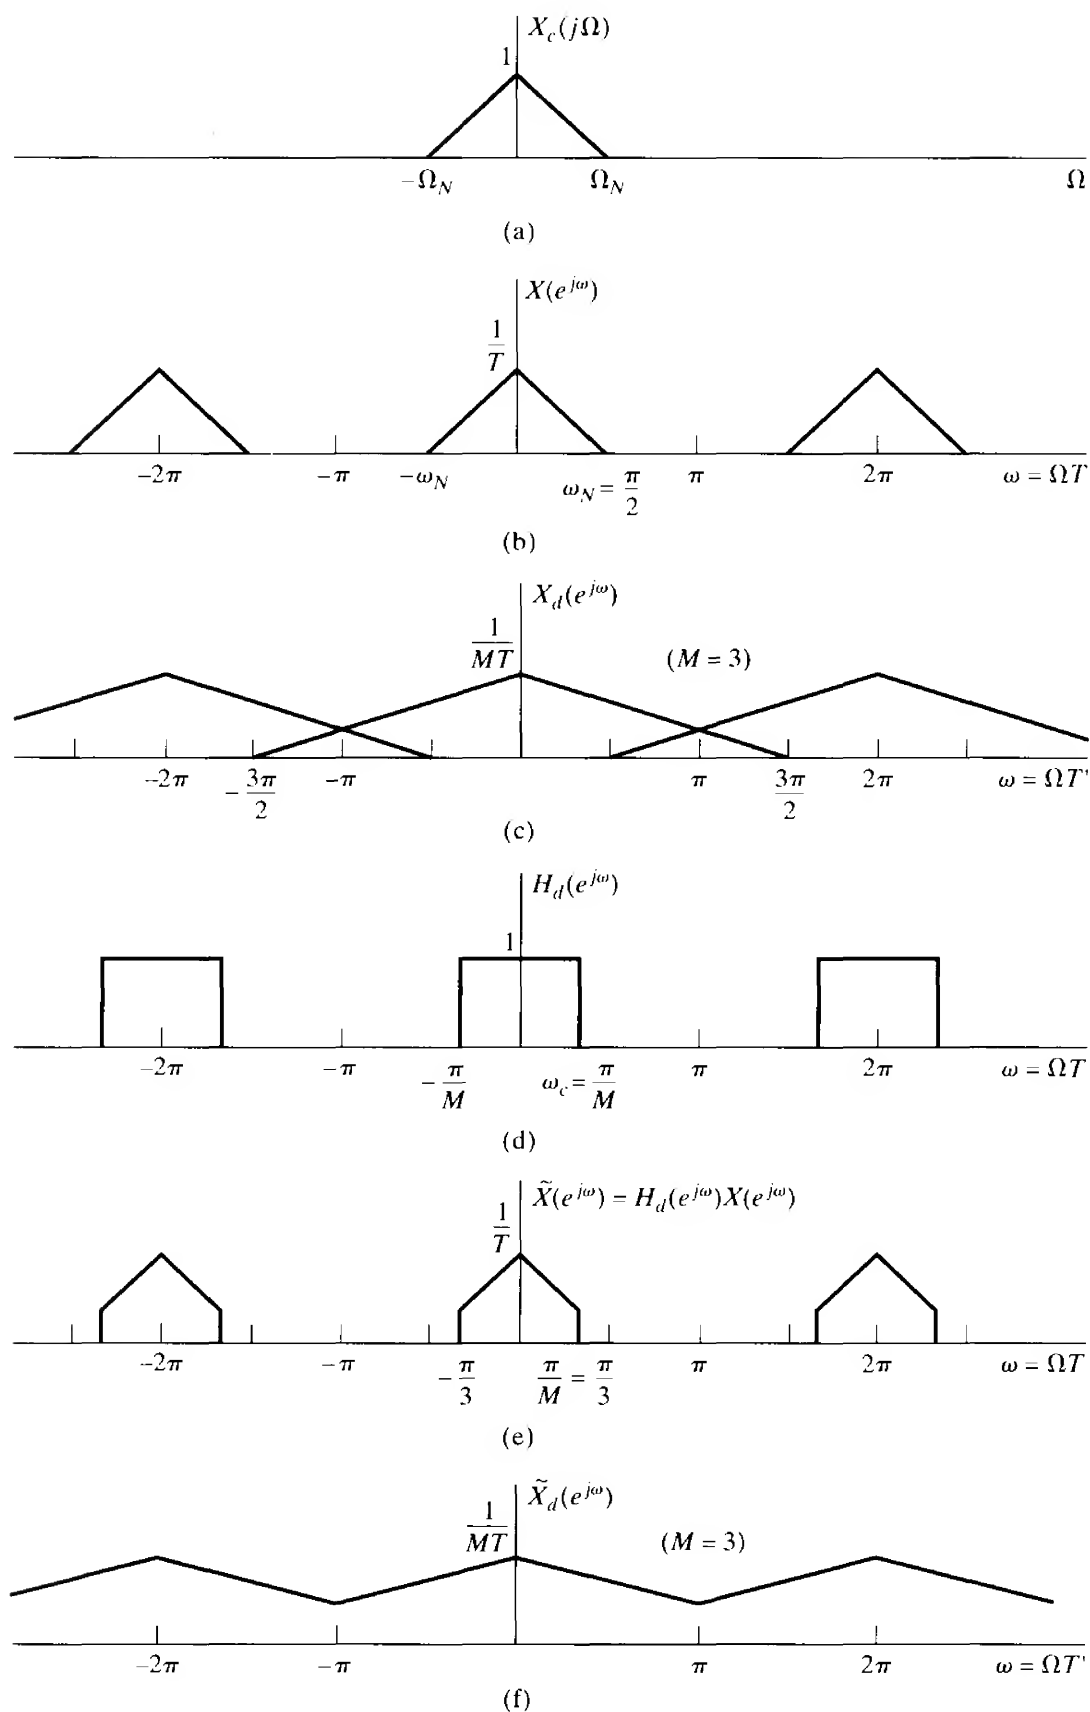 X_c(jΩ)
1
−Ω_N Ω_N Ω
(a)
X(e^{jω})
1/T
−2π −π −ω_N ω_N = π/2 π 2π ω = ΩT
(b)
X_d(e^{jω})
1/MT (M = 3)
−2π −3π/2 −π π 3π/2 2π ω = ΩT'
(c)
H_d(e^{jω})
1
−2π −π −π/M ω_c = π/M π 2π ω = ΩT
(d)
X̃(e^{jω}) = H_d(e^{jω})X(e^{jω})
1/T
−2π −π −π/3 π/M = π/3 π 2π ω = ΩT
(e)
X̃_d(e^{jω})
1/MT (M = 3)
−2π −π π 2π ω = ΩT'
(f)